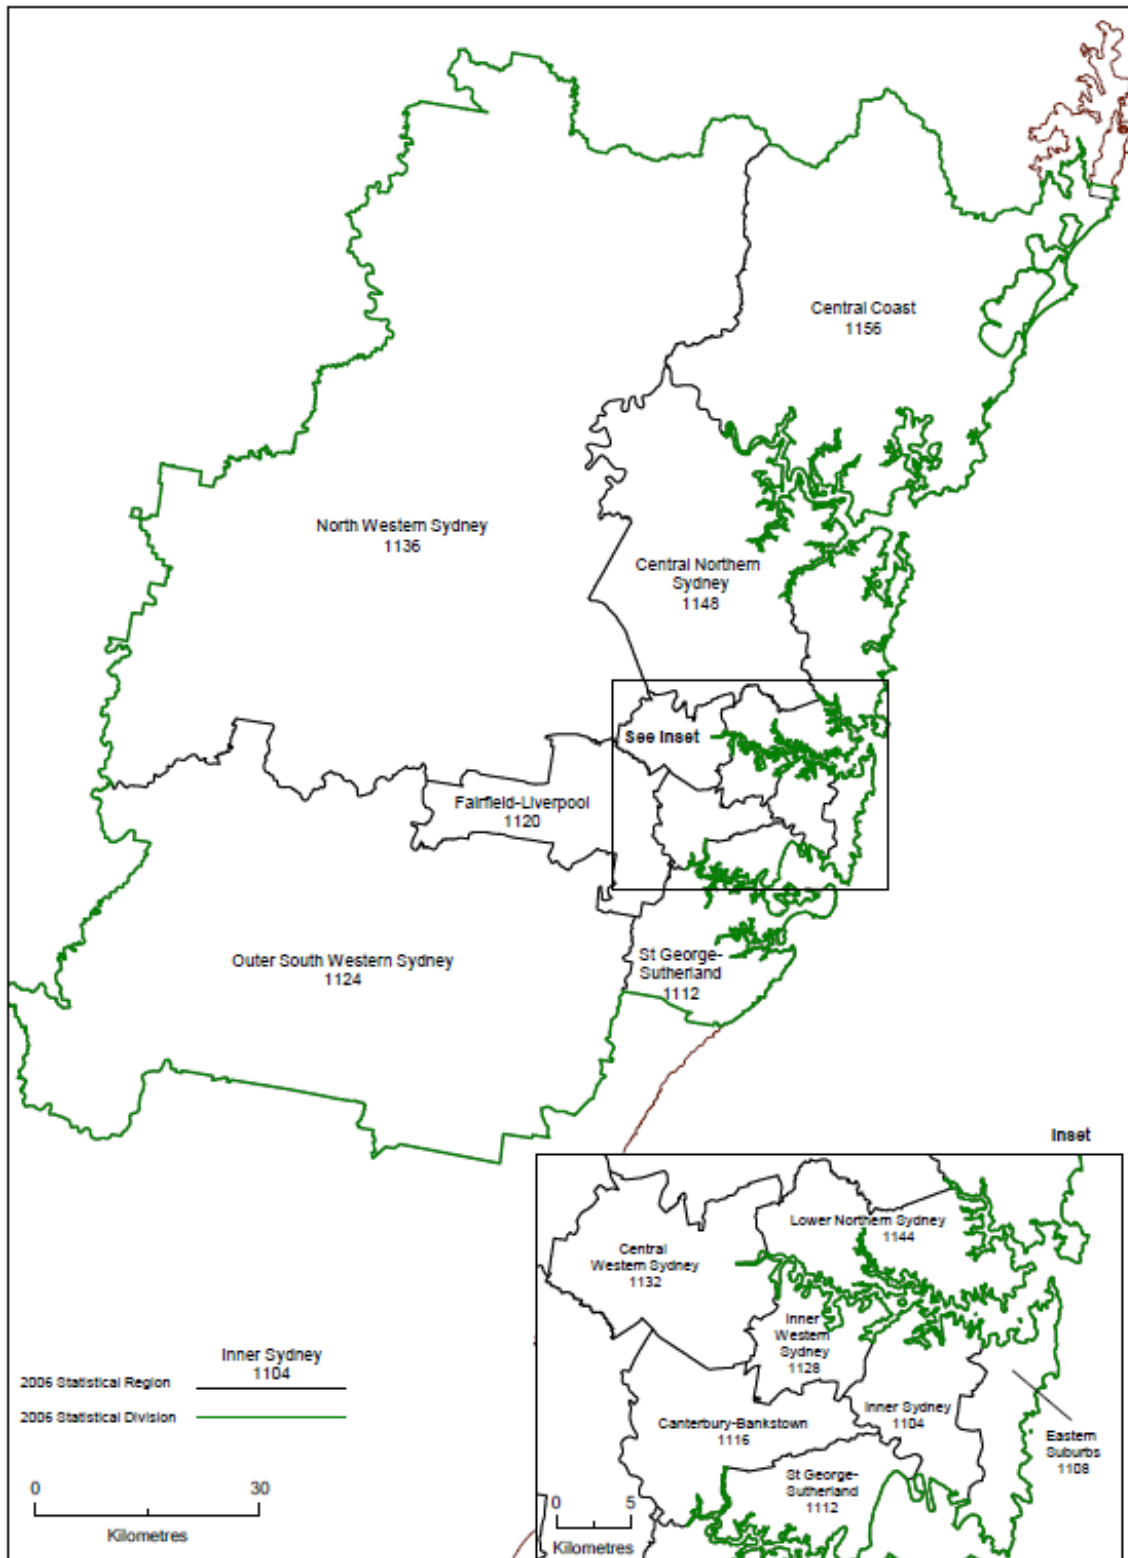 Central Coast
1156
North Western Sydney
1136
Central Northern
Sydney
1148
See Inset
Fairfield-Liverpool
1120
Outer South Western Sydney
1124
St George-
Sutherland
1112
Inset
Lower Northern Sydney
1144
Central
Western Sydney
1132
Inner
Western
Sydney
1128
Inner Sydney
1104
Canterbury-Bankstown
1116
Eastern
Suburbs
1108
St George-
Sutherland
1112
0 5
Kilometres
Inner Sydney
1104
2006 Statistical Region
2006 Statistical Division
0 30
Kilometres